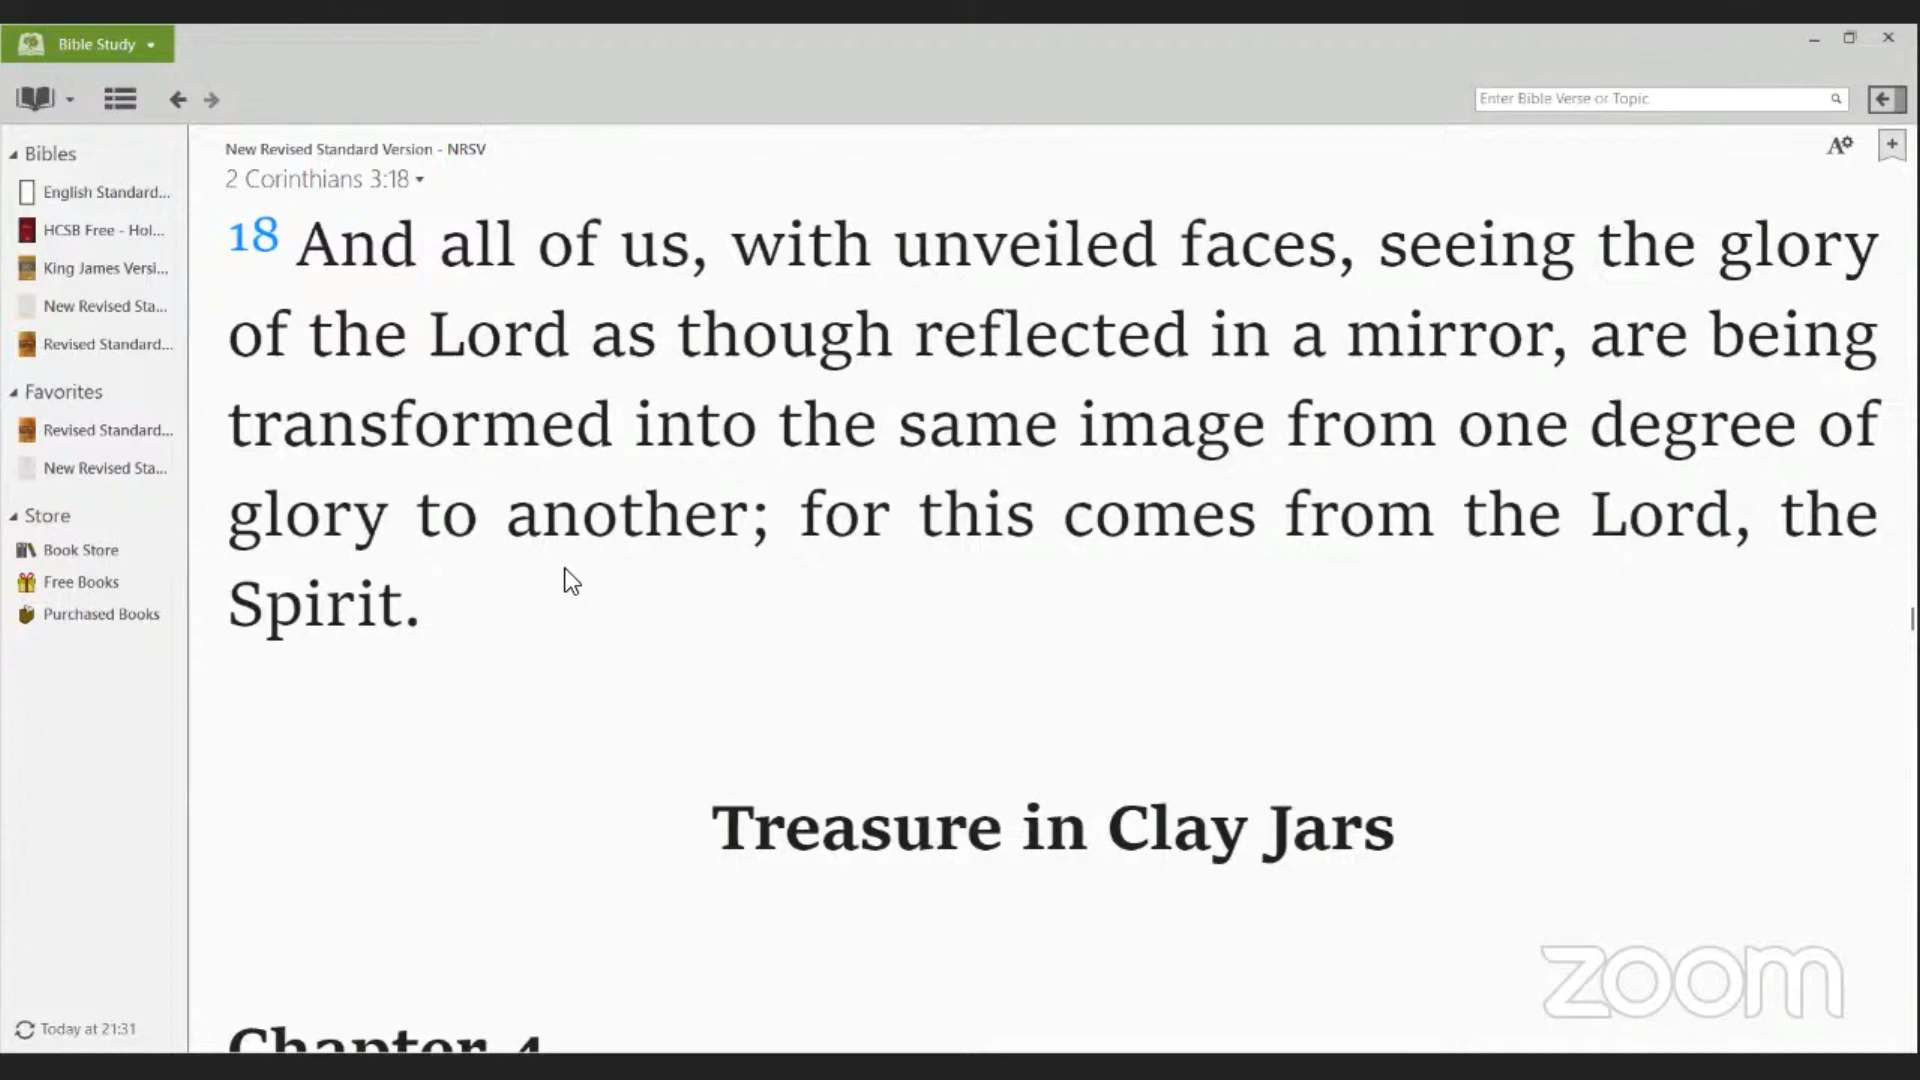 Bible Study
Enter Bible Verse or Topic
Bibles
English Standard...
HCSB Free - Hol...
King James Versi...
New Revised Sta...
Revised Standard...
Favorites
Revised Standard...
New Revised Sta...
Store
Book Store
Free Books
Purchased Books
Today at 21:31
New Revised Standard Version - NRSV
2 Corinthians 3:18
18 And all of us, with unveiled faces, seeing the glory
of the Lord as though reflected in a mirror, are being
transformed into the same image from one degree of
glory to another; for this comes from the Lord, the
Spirit.
Treasure in Clay Jars
Chapter 4
zoom